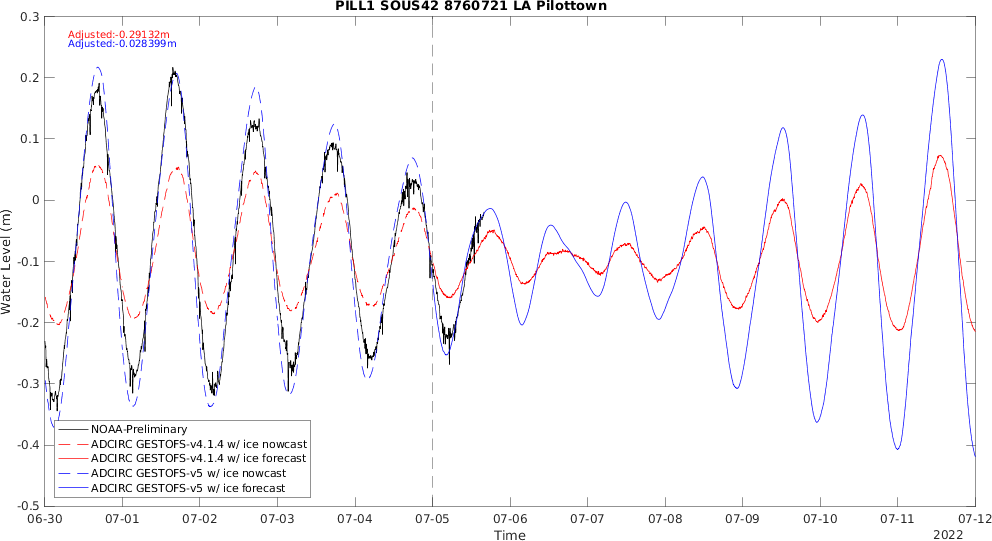 PILL1 SOUS42 8760721 LA Pilottown
Adjusted:-0.29132m
Adjusted:-0.028399m
0.3
0.2
0.1
0
-0.1
-0.2
-0.3
-0.4
-0.5
Water Level (m)
NOAA-Preliminary
ADCIRC GESTOFS-v4.1.4 w/ ice nowcast
ADCIRC GESTOFS-v4.1.4 w/ ice forecast
ADCIRC GESTOFS-v5 w/ ice nowcast
ADCIRC GESTOFS-v5 w/ ice forecast
06-30 07-01 07-02 07-03 07-04 07-05 07-06 07-07 07-08 07-09 07-10 07-11 07-12
Time
2022